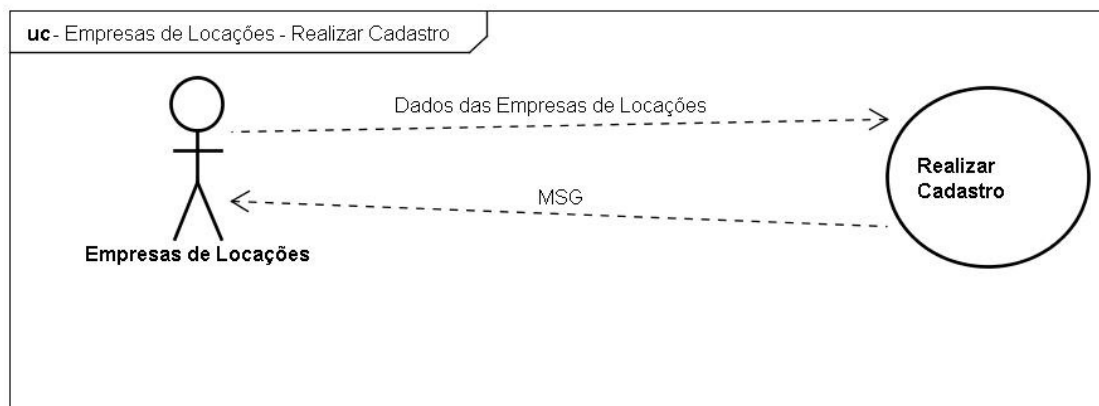 uc- Empresas de Locações - Realizar Cadastro
Dados das Empresas de Locações
Realizar
Cadastro
MSG
Empresas de Locações